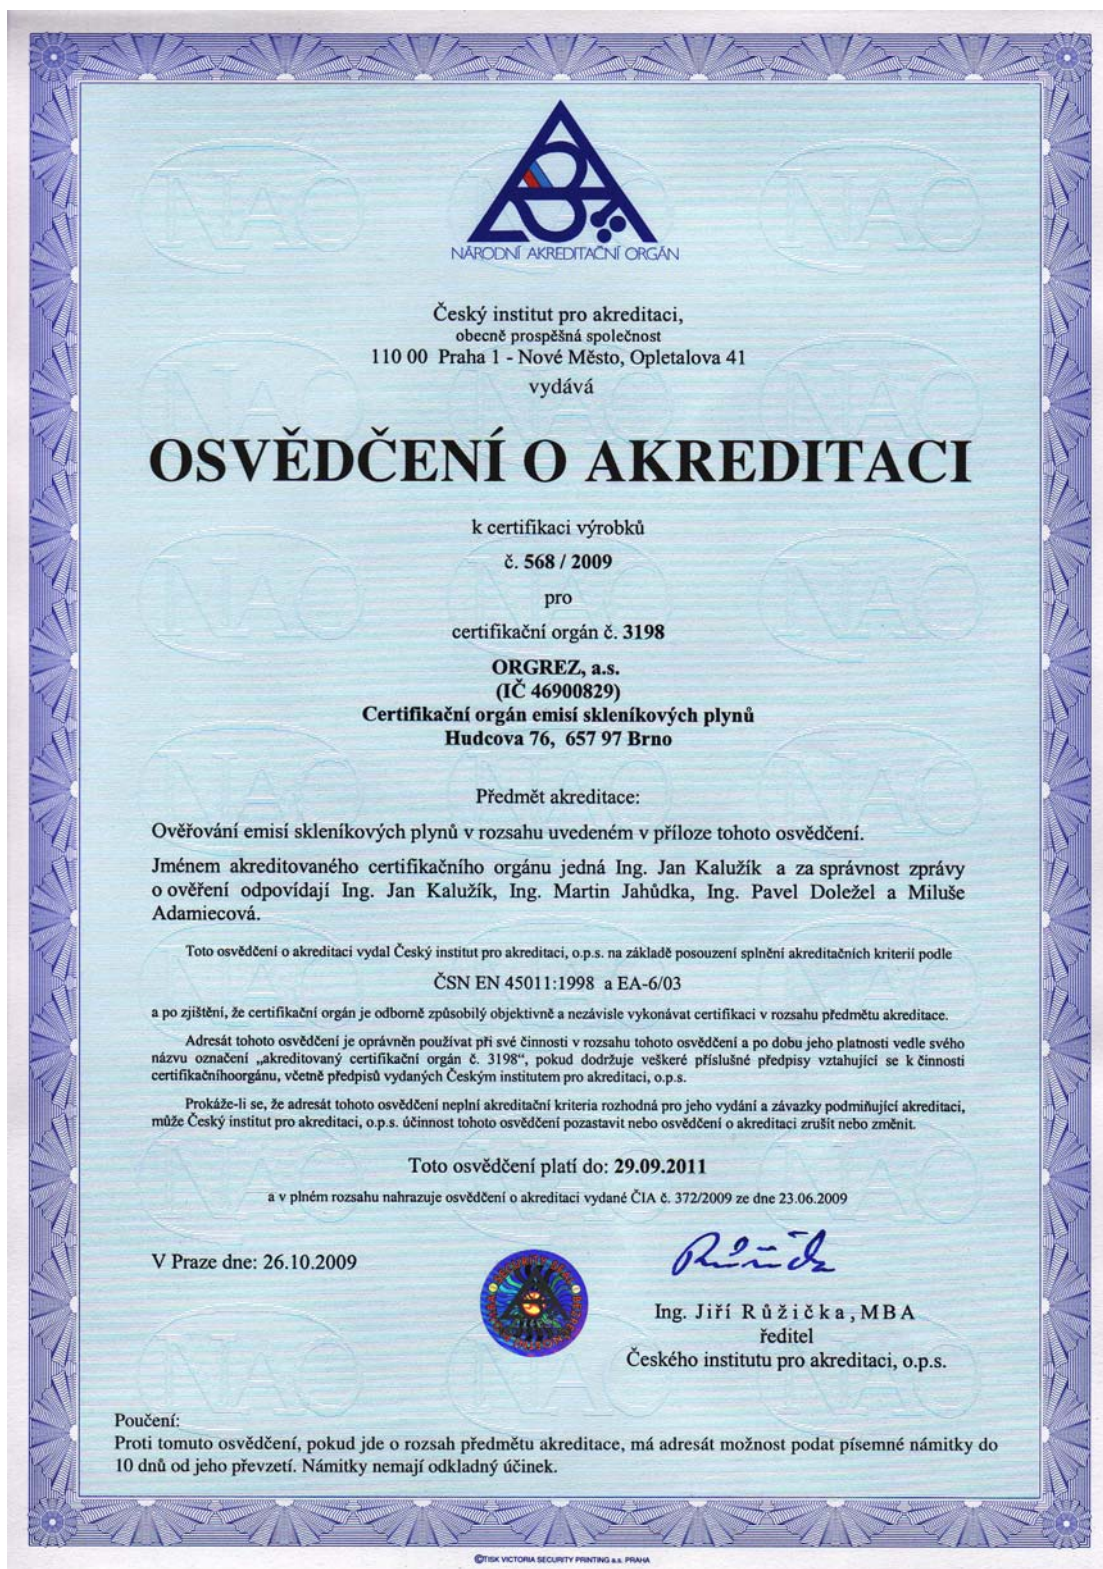 NÁRODNÍ AKREDITAČNÍ ORGÁN
Český institut pro akreditaci,
obecně prospěšná společnost
110 00 Praha 1 - Nové Město, Opletalova 41
vydává
OSVĚDČENÍ O AKREDITACI
k certifikaci výrobků
č. 568 / 2009
pro
certifikační orgán č. 3198
ORGREZ, a.s.
(IČ 46900829)
Certifikační orgán emisí skleníkových plynů
Hudcova 76, 657 97 Brno
Předmět akreditace:
Ověřování emisí skleníkových plynů v rozsahu uvedeném v příloze tohoto osvědčení.
Jménem akreditovaného certifikačního orgánu jedná Ing. Jan Kalužík a za správnost zprávy
o ověření odpovídají Ing. Jan Kalužík, Ing. Martin Jahůdka, Ing. Pavel Doležel a Miluše
Adamiecová.
Toto osvědčení o akreditaci vydal Český institut pro akreditaci, o.p.s. na základě posouzení splnění akreditačních kriterií podle
ČSN EN 45011:1998 a EA-6/03
a po zjištění, že certifikační orgán je odborně způsobilý objektivně a nezávisle vykonávat certifikaci v rozsahu předmětu akreditace.
Adresát tohoto osvědčení je oprávněn používat při své činnosti v rozsahu tohoto osvědčení a po dobu jeho platnosti vedle svého
názvu označení „akreditovaný certifikační orgán č. 3198“, pokud dodržuje veškeré příslušné předpisy vztahující se k činnosti
certifikačníhoorgánu, včetně předpisů vydaných Českým institutem pro akreditaci, o.p.s.
Prokáže-li se, že adresát tohoto osvědčení neplní akreditační kriteria rozhodná pro jeho vydání a závazky podmiňující akreditaci,
může Český institut pro akreditaci, o.p.s. účinnost tohoto osvědčení pozastavit nebo osvědčení o akreditaci zrušit nebo změnit.
Toto osvědčení platí do: 29.09.2011
a v plném rozsahu nahrazuje osvědčení o akreditaci vydané ČIA č. 372/2009 ze dne 23.06.2009
V Praze dne: 26.10.2009
Ing. Jiří Růžička, MBA
ředitel
Českého institutu pro akreditaci, o.p.s.
Poučení:
Proti tomuto osvědčení, pokud jde o rozsah předmětu akreditace, má adresát možnost podat písemné námitky do
10 dnů od jeho převzetí. Námitky nemají odkladný účinek.
©TISK VICTORIA SECURITY PRINTING a.s. PRAHA